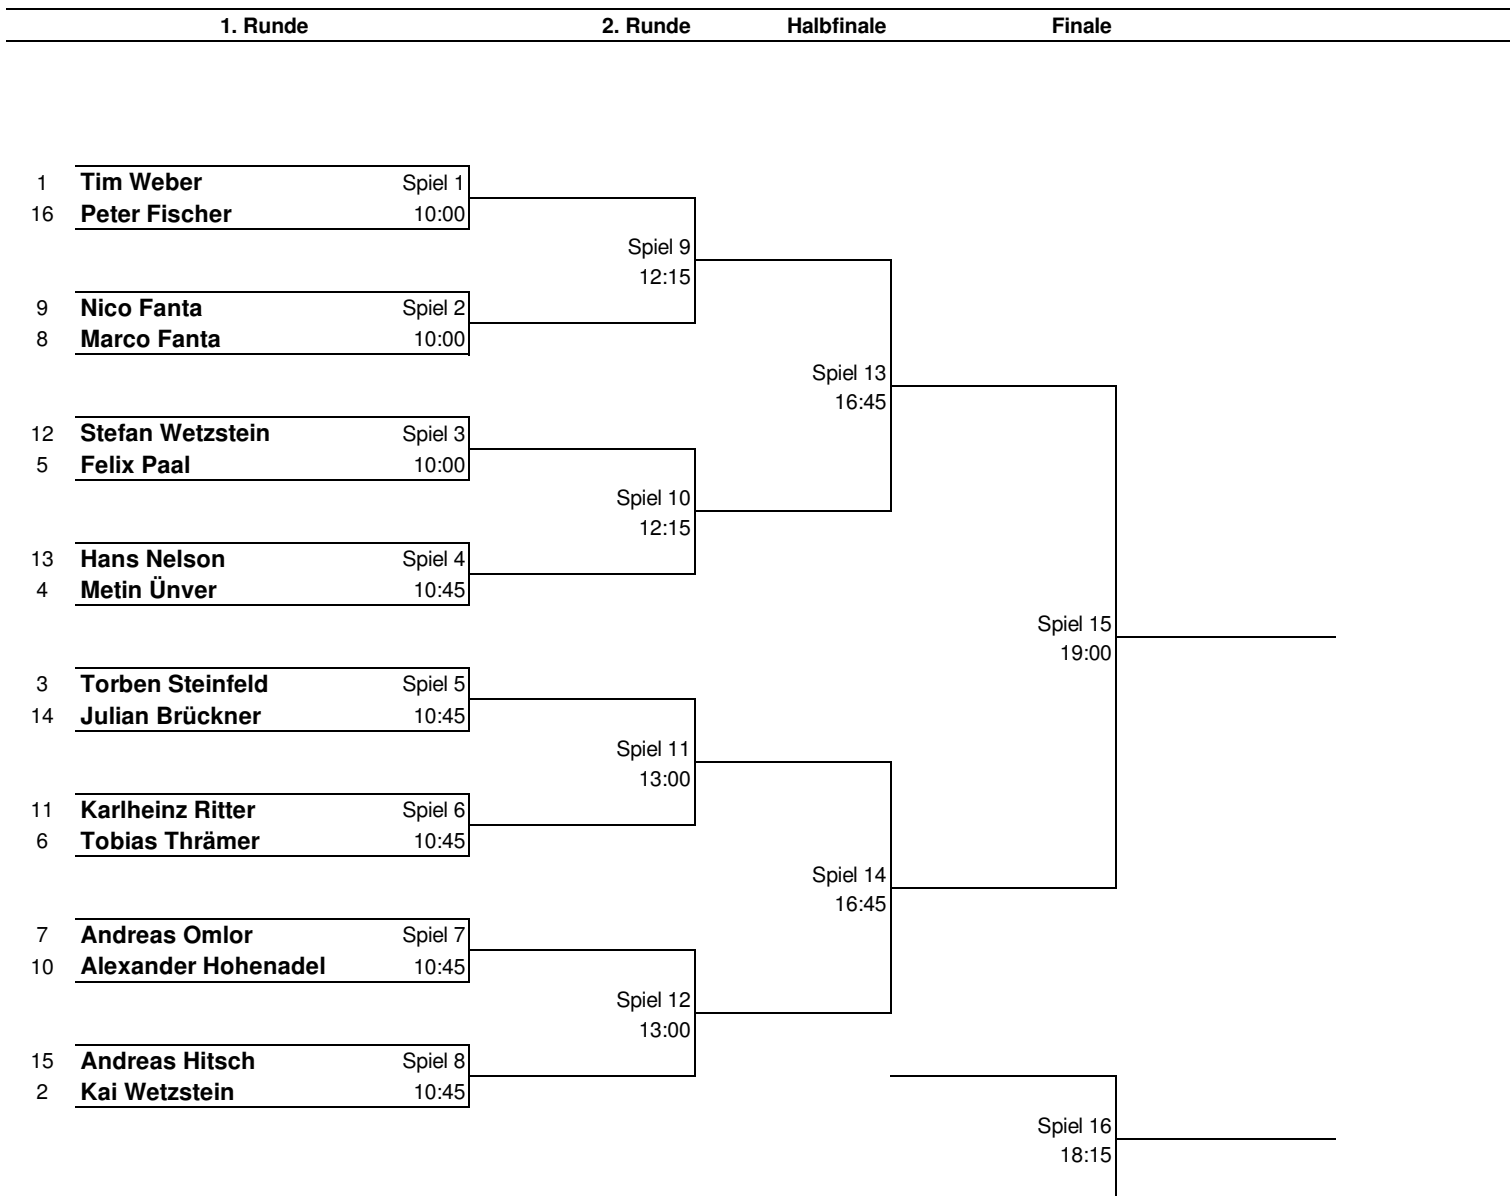 1. Runde 2. Runde Halbfinale Finale
1 Tim Weber Spiel 1
16 Peter Fischer 10:00
Spiel 9
12:15
9 Nico Fanta Spiel 2
8 Marco Fanta 10:00
Spiel 13
16:45
12 Stefan Wetzstein Spiel 3
5 Felix Paal 10:00
Spiel 10
12:15
13 Hans Nelson Spiel 4
4 Metin Ünver 10:45
Spiel 15
19:00
3 Torben Steinfeld Spiel 5
14 Julian Brückner 10:45
Spiel 11
13:00
11 Karlheinz Ritter Spiel 6
6 Tobias Thrämer 10:45
Spiel 14
16:45
7 Andreas Omlor Spiel 7
10 Alexander Hohenadel 10:45
Spiel 12
13:00
15 Andreas Hitsch Spiel 8
2 Kai Wetzstein 10:45
Spiel 16
18:15